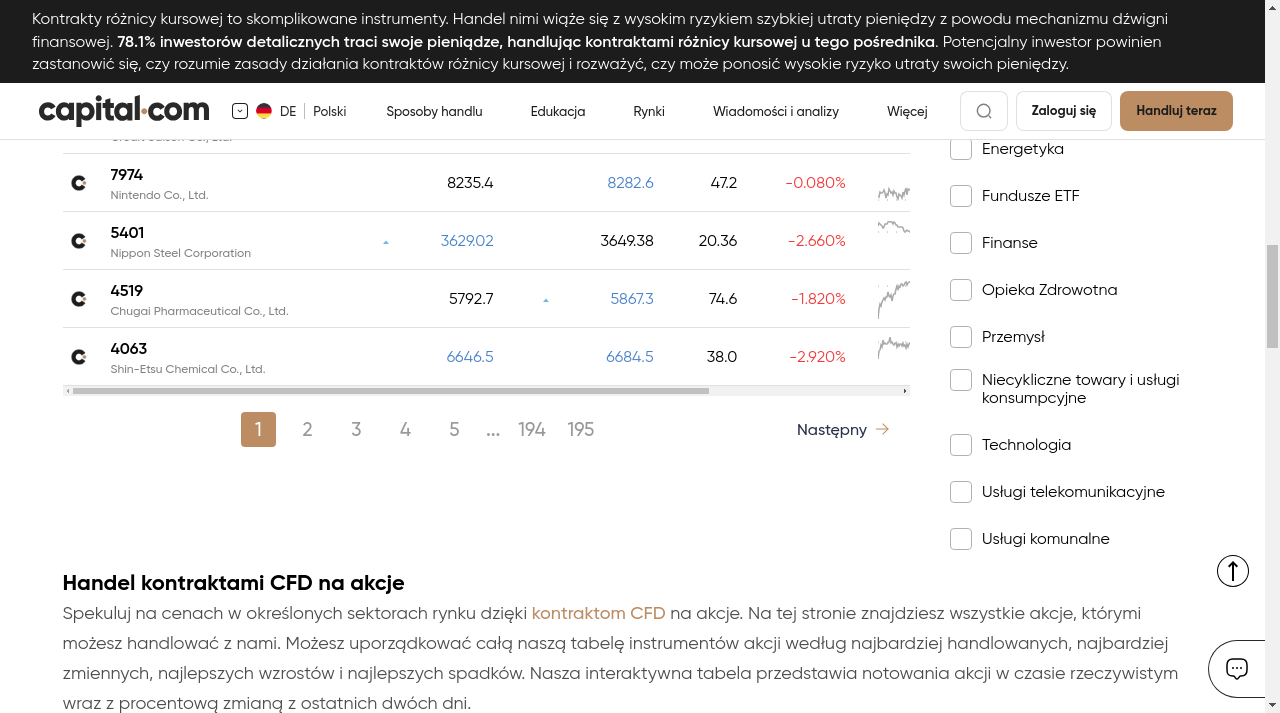 Kontrakty różnicy kursowej to skomplikowane instrumenty. Handel nimi wiąże się z wysokim ryzykiem szybkiej utraty pieniędzy z powodu mechanizmu dźwigni
finansowej. 78.1% inwestorów detalicznych traci swoje pieniądze, handlując kontraktami różnicy kursowej u tego pośrednika. Potencjalny inwestor powinien
zastanowić się, czy rozumie zasady działania kontraktów różnicy kursowej i rozważyć, czy może ponosić wysokie ryzyko utraty swoich pieniędzy.
capital.com DE Polski Sposoby handlu Edukacja Rynki Wiadomości i analizy Więcej Zaloguj się Handluj teraz
7974 8235.4 8282.6 47.2 -0.080%
Nintendo Co., Ltd.
5401 3629.02 3649.38 20.36 -2.660%
Nippon Steel Corporation
4519 5792.7 5867.3 74.6 -1.820%
Chugai Pharmaceutical Co., Ltd.
4063 6646.5 6684.5 38.0 -2.920%
Shin-Etsu Chemical Co., Ltd.
1 2 3 4 5 ... 194 195 Następny
Energetyka
Fundusze ETF
Finanse
Opieka Zdrowotna
Przemysł
Niecykliczne towary i usługi
konsumpcyjne
Technologia
Usługi telekomunikacyjne
Usługi komunalne
Handel kontraktami CFD na akcje
Spekuluj na cenach w określonych sektorach rynku dzięki kontraktom CFD na akcje. Na tej stronie znajdziesz wszystkie akcje, którymi
możesz handlować z nami. Możesz uporządkować całą naszą tabelę instrumentów akcji według najbardziej handlowanych, najbardziej
zmiennych, najlepszych wzrostów i najlepszych spadków. Nasza interaktywna tabela przedstawia notowania akcji w czasie rzeczywistym
wraz z procentową zmianą z ostatnich dwóch dni.